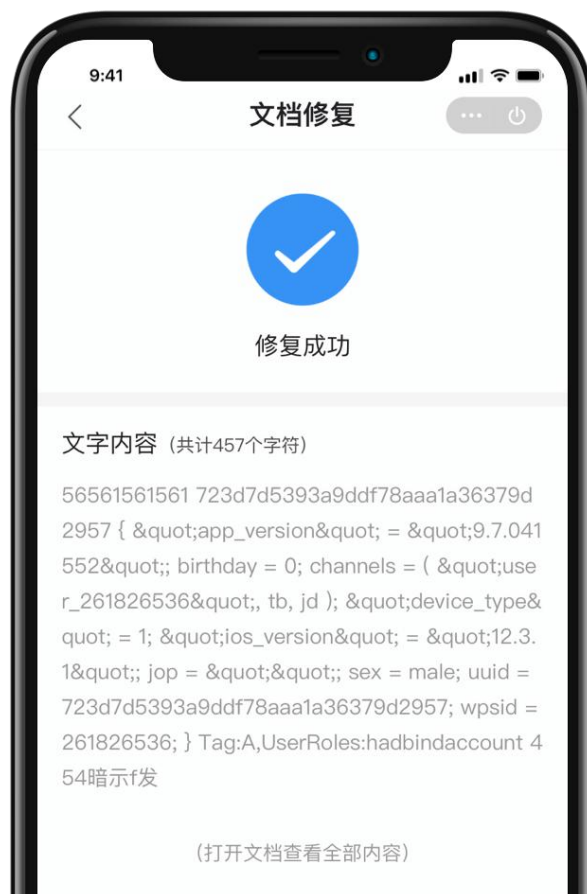 9:41
文档修复
修复成功
文字内容（共计457个字符）
56561561561 723d7d5393a9ddf78aaa1a36379d
2957 { &quot;app_version&quot; = &quot;9.7.041
552&quot;; birthday = 0; channels = ( &quot;use
r_261826536&quot;, tb, jd ); &quot;device_type&
quot; = 1; &quot;ios_version&quot; = &quot;12.3.
1&quot;; jop = &quot;&quot;; sex = male; uuid =
723d7d5393a9ddf78aaa1a36379d2957; wpsid =
261826536; } Tag:A,UserRoles:hadbindaccount 4
54暗示f发
（打开文档查看全部内容）